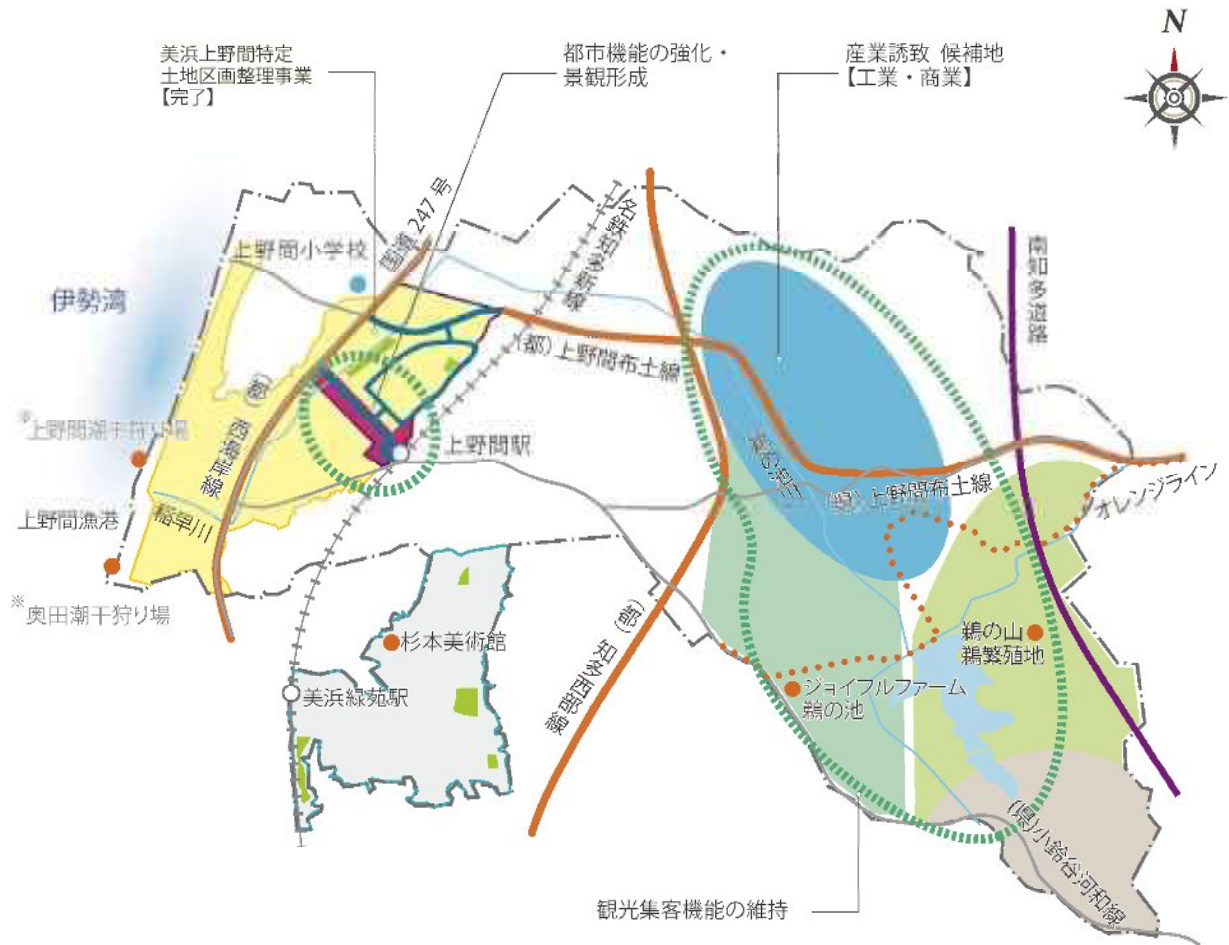 N
美浜上野間特定
土地区画整理事業
【完了】
都市機能の強化・
景観形成
産業誘致 候補地
【工業・商業】
国道 247 号
名鉄知多新線
上野間小学校
伊勢湾
南知多道路
(都)上野間布土線
※上野間潮干狩り場
(都)西海岸線
上野間駅
上野間漁港
稲早川
(県)上野間布土線
オレンジライン
※奥田潮干狩り場
杉本美術館
鵜の山
鵜繁殖地
美浜緑苑駅
(都)知多西部線
ジョイフルファーム
鵜の池
(県)小鈴谷河和線
観光集客機能の維持